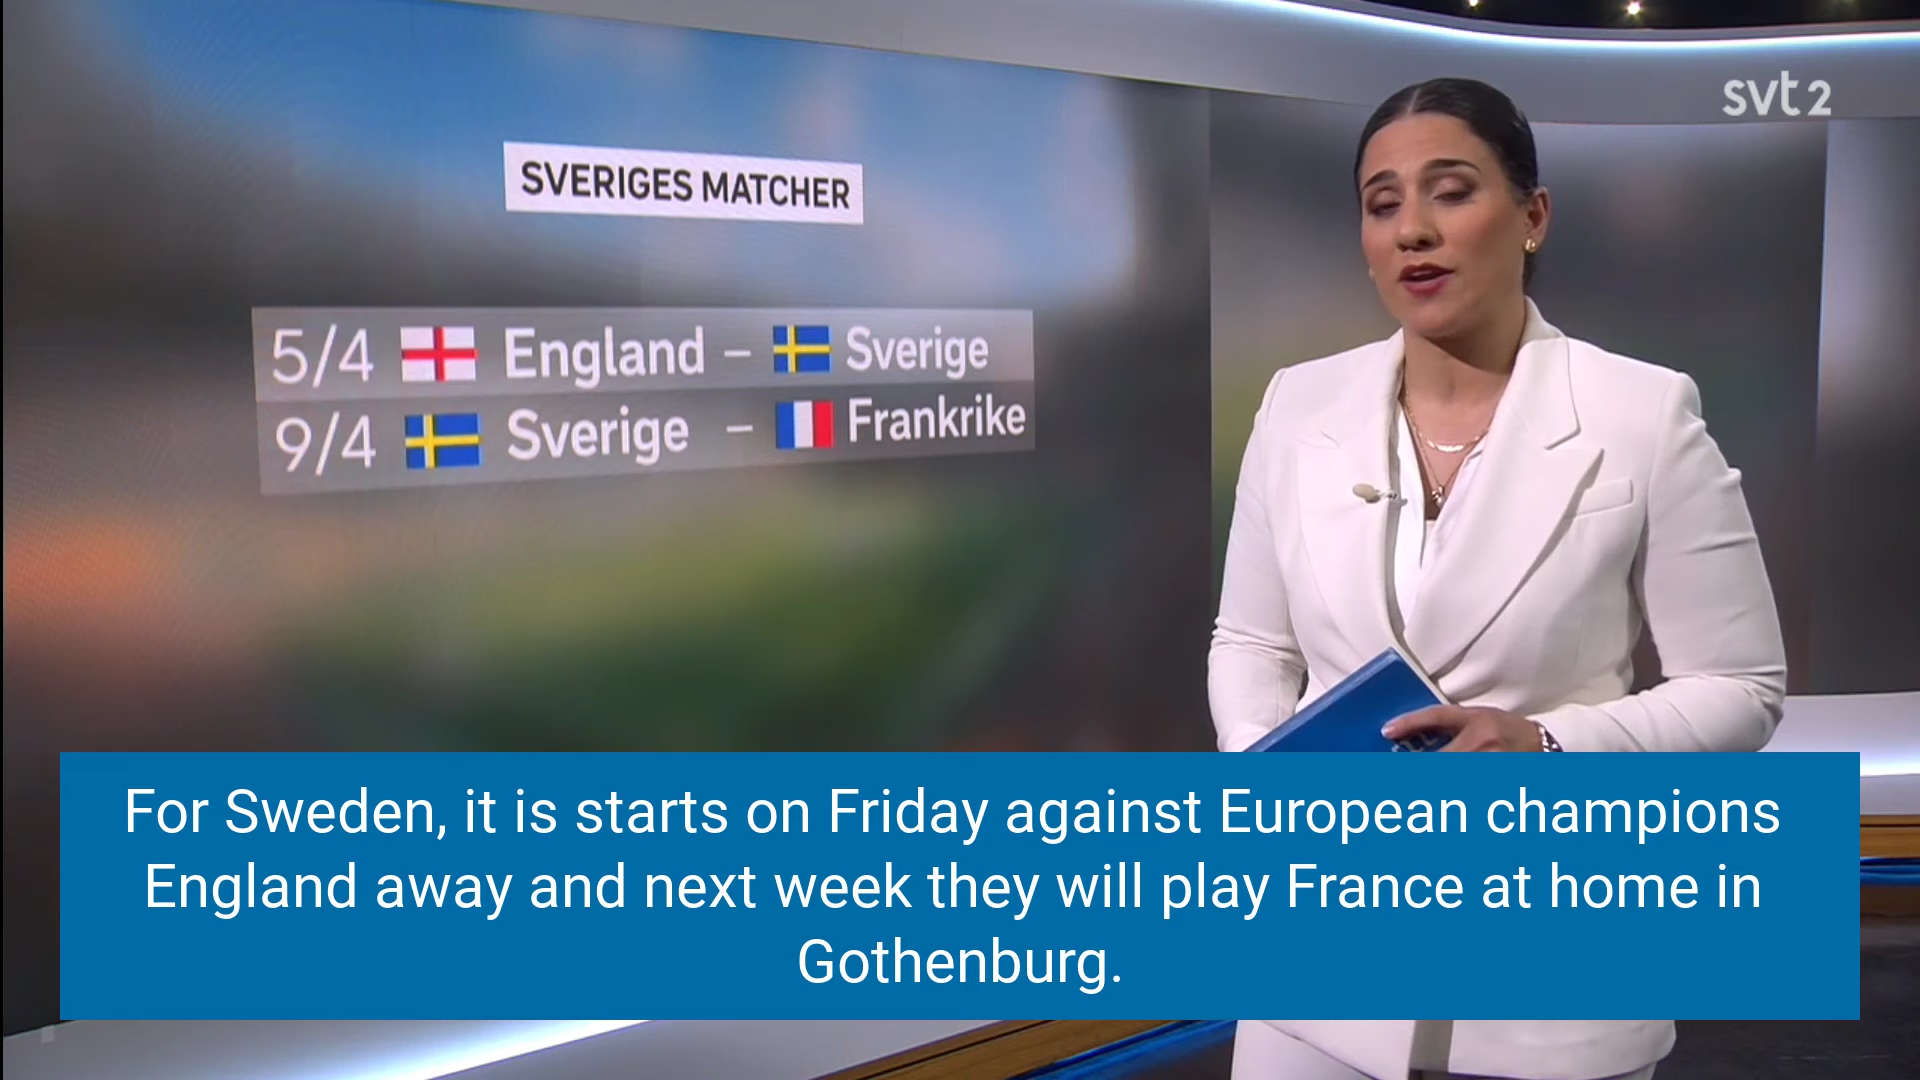 svt2
SVERIGES MATCHER
5/4 England – Sverige
9/4 Sverige – Frankrike
For Sweden, it is starts on Friday against European champions
England away and next week they will play France at home in
Gothenburg.